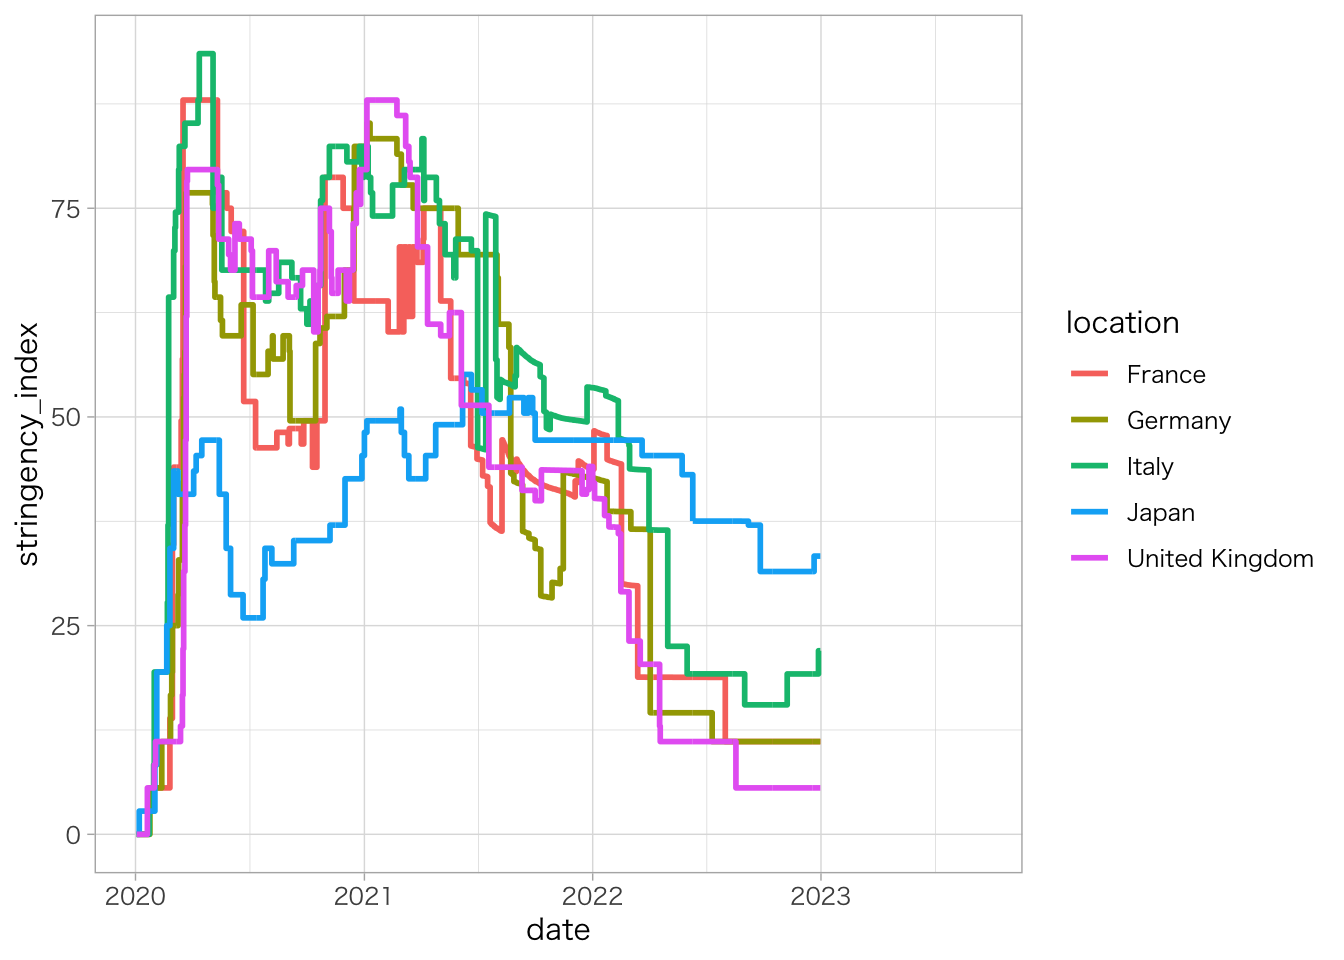 stringency_index
75
50
25
0
2020 2021 2022 2023
date
location
France
Germany
Italy
Japan
United Kingdom